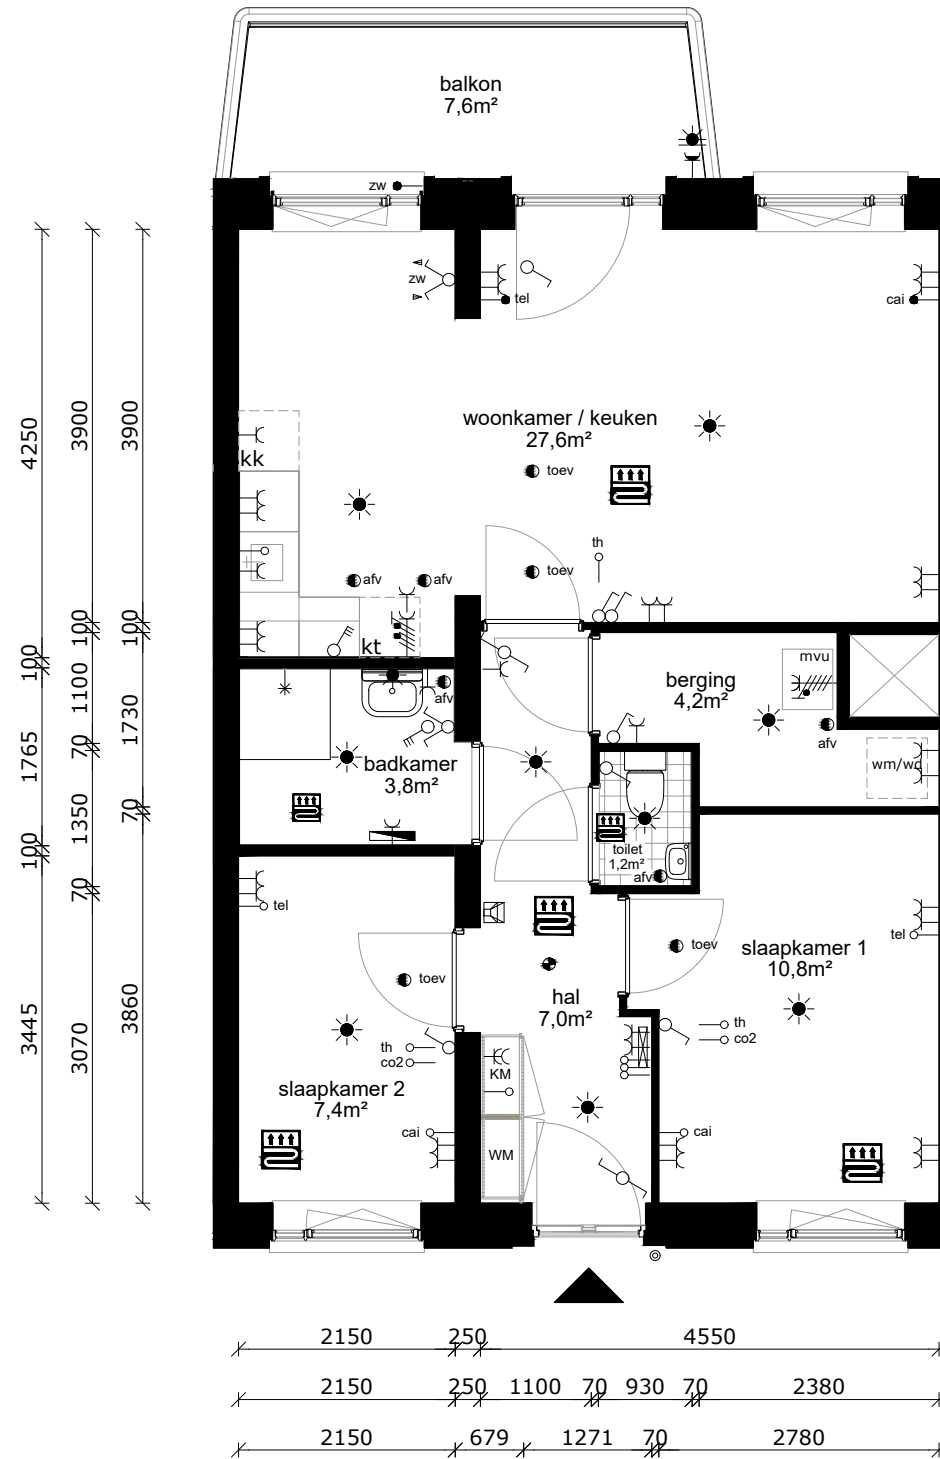 balkon
7,6m²
zw
zw
tel
cai
woonkamer / keuken
27,6m²
kk
toev
th
toev
afv
afv
kt
mvu
berging
4,2m²
afv
afv
wm/wd
badkamer
3,8m²
toilet
1,2m²
afv
tel
tel
slaapkamer 1
10,8m²
toev
toev
hal
7,0m²
th
co2
th
co2
KM
slaapkamer 2
7,4m²
cai
cai
WM
4250
100
1765
100
3445
3900
100
1100
70
1350
70
3070
3900
100
1730
70
3860
2150 250 4550
2150 250 1100 70 930 70 2380
2150 679 1271 70 2780